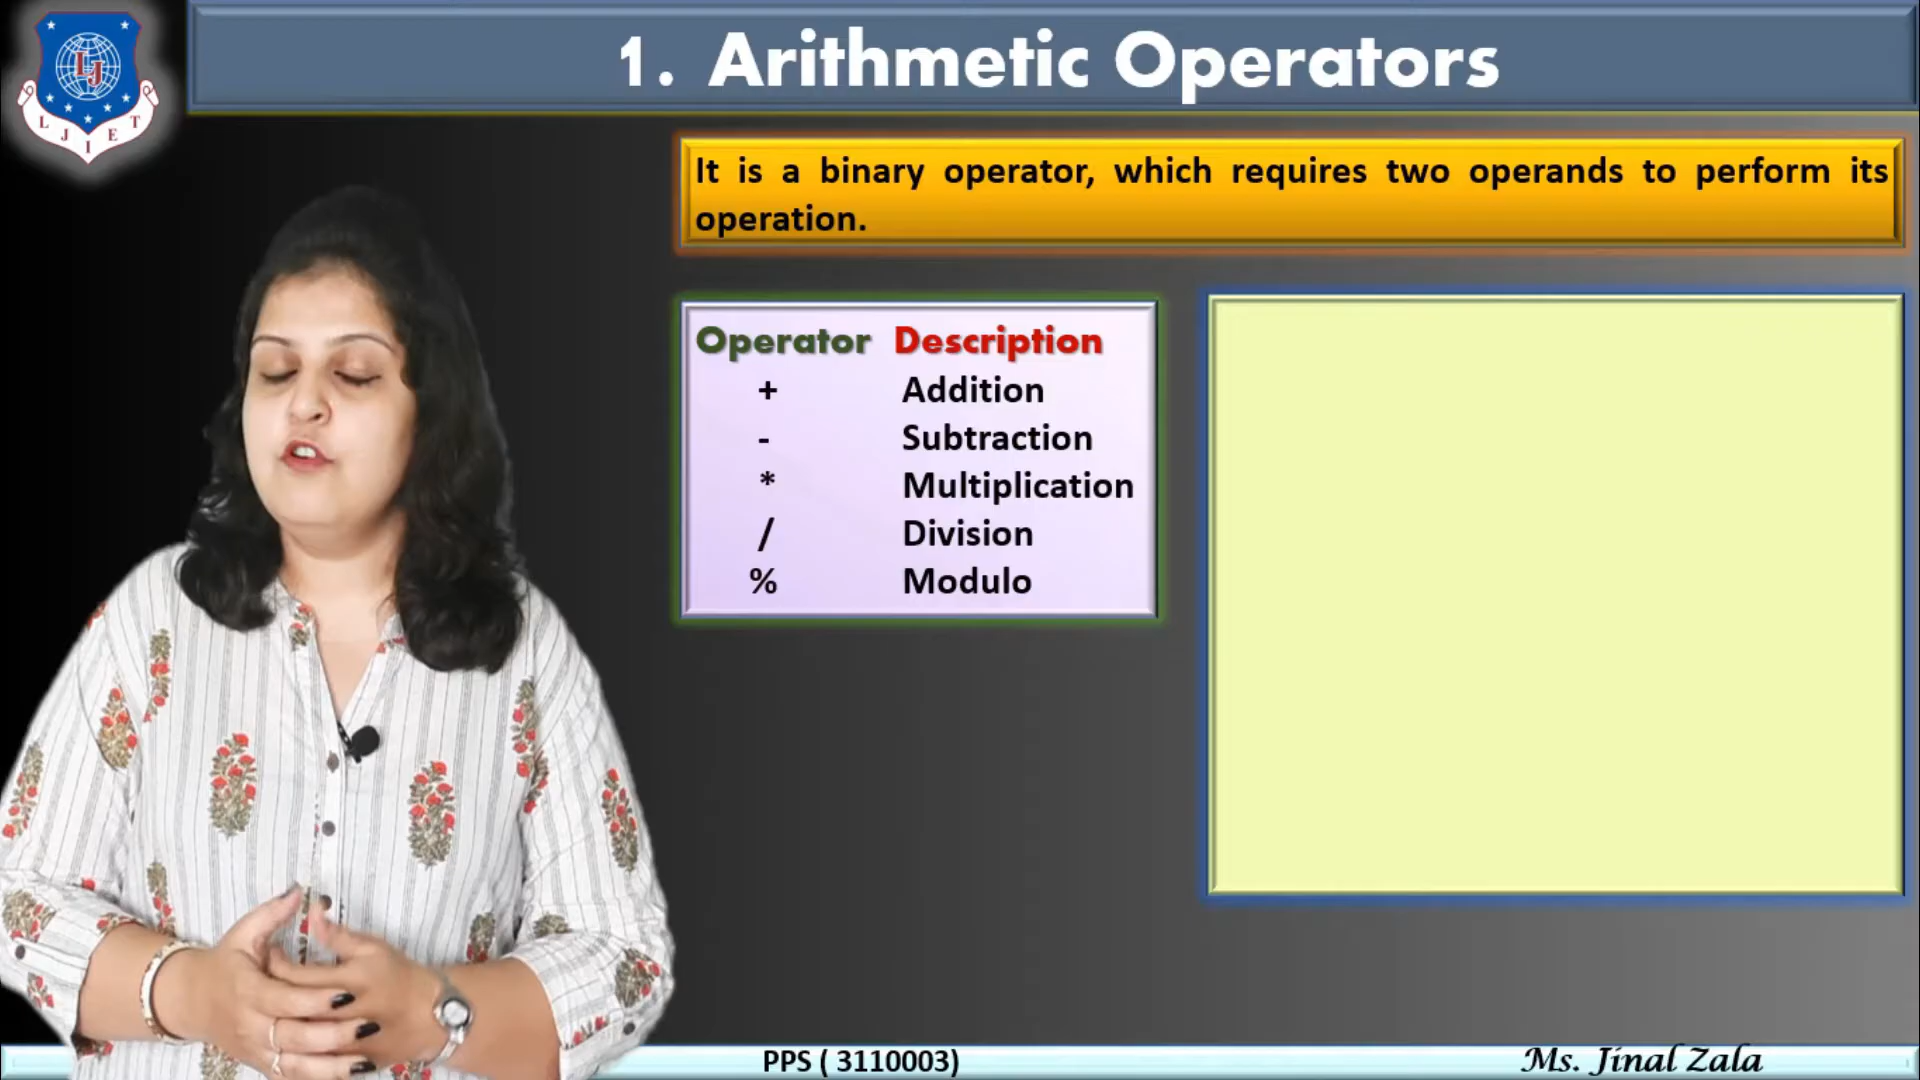 1. Arithmetic Operators
LJ
L J I E T
It is a binary operator, which requires two operands to perform its
operation.
Operator Description
+ Addition
- Subtraction
* Multiplication
/ Division
% Modulo
PPS ( 3110003)
Ms. Jinal Zala